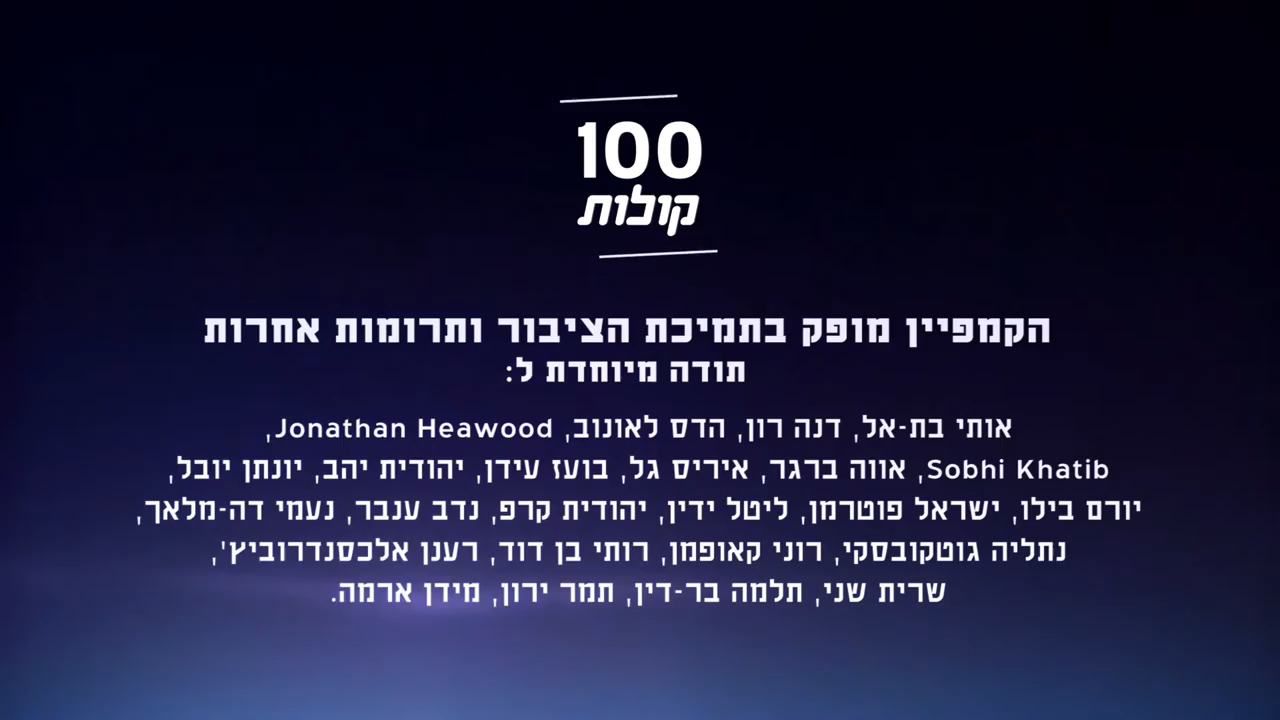 100
קולות
הקמפיין מופק בתמיכת הציבור ותרומות אחרות
תודה מיוחדת ל:
אותי בת-אל, דנה רון, הדס לאונוב, Jonathan Heawood,
Sobhi Khatib, אווה ברגר, איריס גל, בועז עידן, יהודית יהב, יונתן יובל,
יורם בילו, ישראל פוטרמן, ליטל ידין, יהודית קרפ, נדב ענבר, נעמי דה-מלאך,
נתליה גוטקובסקי, רוני קאופמן, רותי בן דוד, רענן אלכסנדרוביץ',
שרית שני, תלמה בר-דין, תמר ירון, מידן ארמה.